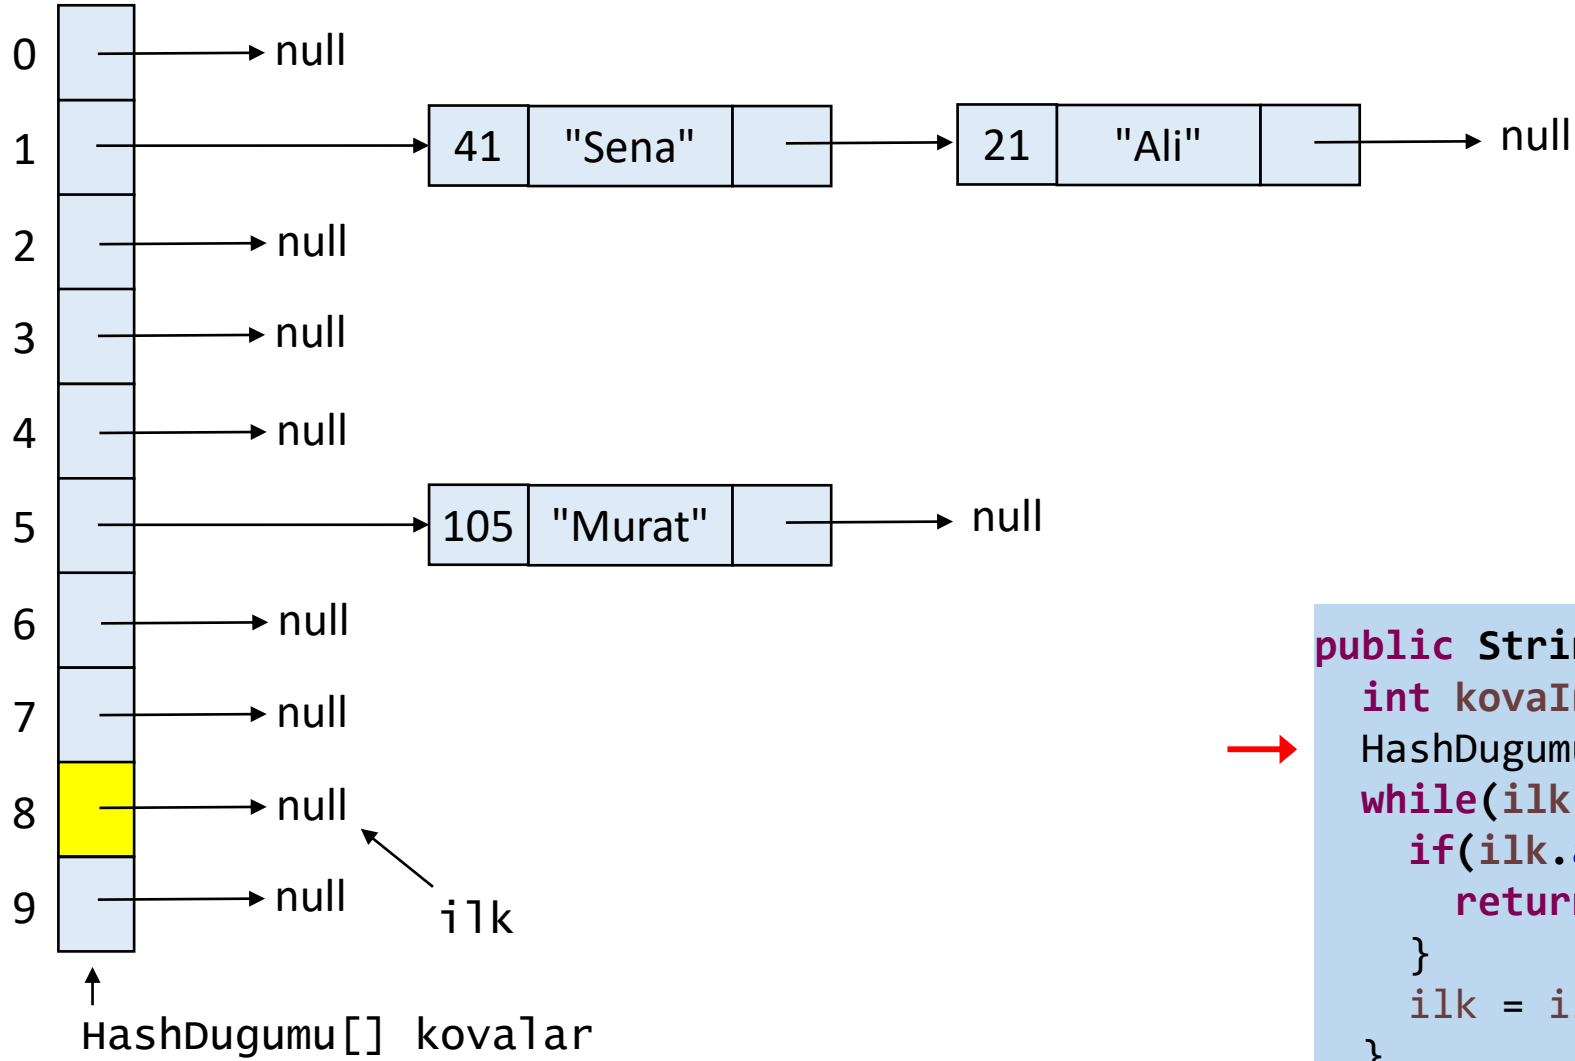 0 null
1 41 "Sena" 21 "Ali" null
2 null
3 null
4 null
5 105 "Murat" null
6 null
7 null
8 null
9 null
ilk
HashDugumu[] kovalar
public
int
while(ilk
if(ilk.
}
ilk =
}